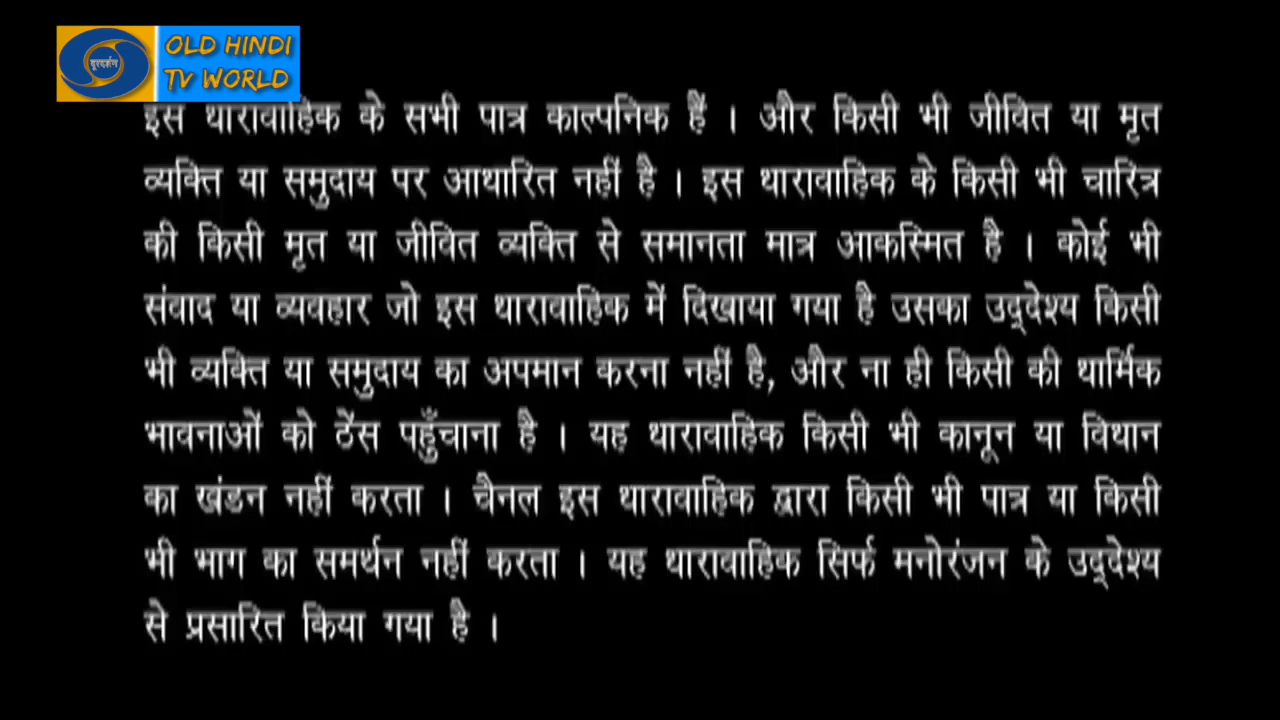 दूरदर्शन
OLD HINDI
TV WORLD
इस धारावाहिक के सभी पात्र काल्पनिक हैं । और किसी भी जीवित या मृत
व्यक्ति या समुदाय पर आधारित नहीं है । इस धारावाहिक के किसी भी चारित्र
की किसी मृत या जीवित व्यक्ति से समानता मात्र आकस्मित है । कोई भी
संवाद या व्यवहार जो इस धारावाहिक में दिखाया गया है उसका उद्देश्य किसी
भी व्यक्ति या समुदाय का अपमान करना नहीं है, और ना ही किसी की धार्मिक
भावनाओं को ठेंस पहुँचाना है । यह धारावाहिक किसी भी कानून या विधान
का खंडन नहीं करता । चैनल इस धारावाहिक द्वारा किसी भी पात्र या किसी
भी भाग का समर्थन नहीं करता । यह धारावाहिक सिर्फ मनोरंजन के उद्देश्य
से प्रसारित किया गया है ।